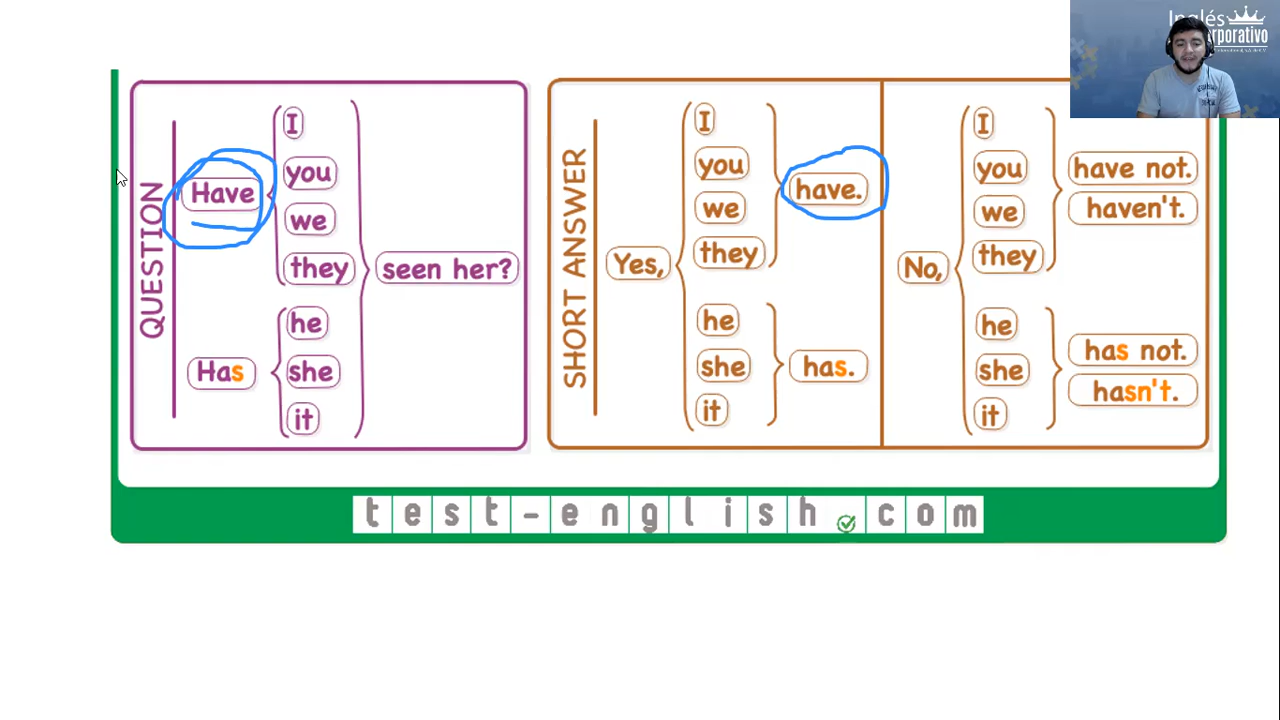 Inglés
rporativo
QUESTION
Have
I
you
we
they
Has
he
she
it
seen her?
SHORT ANSWER
Yes,
I
you
we
they
have.
he
she
it
has.
No,
I
you
we
they
have not.
haven't.
he
she
it
has not.
hasn't.
test-english.com